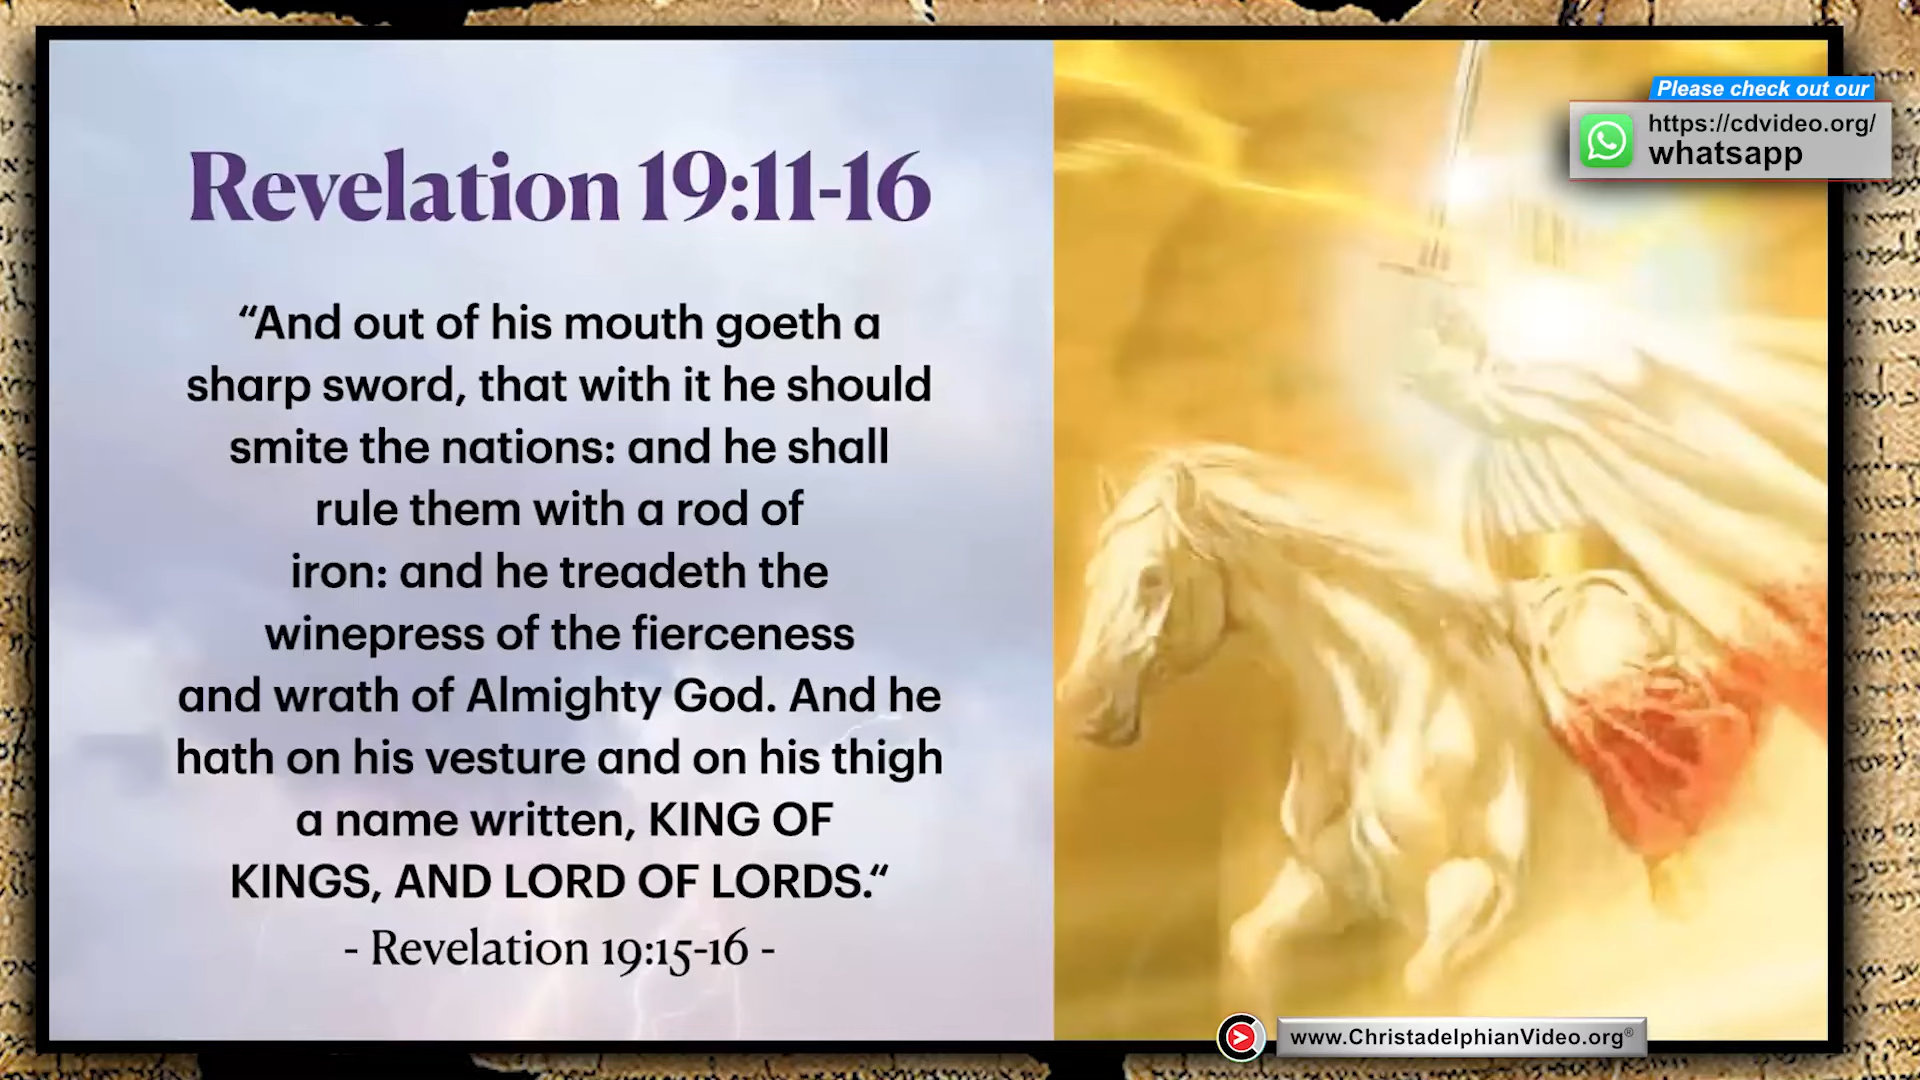 Revelation 19:11-16
“And out of his mouth goeth a
sharp sword, that with it he should
smite the nations: and he shall
rule them with a rod of
iron: and he treadeth the
winepress of the fierceness
and wrath of Almighty God. And he
hath on his vesture and on his thigh
a name written, KING OF
KINGS, AND LORD OF LORDS.“
- Revelation 19:15-16 -
Please check out our
https://cdvideo.org/
whatsapp
www.ChristadelphianVideo.org®